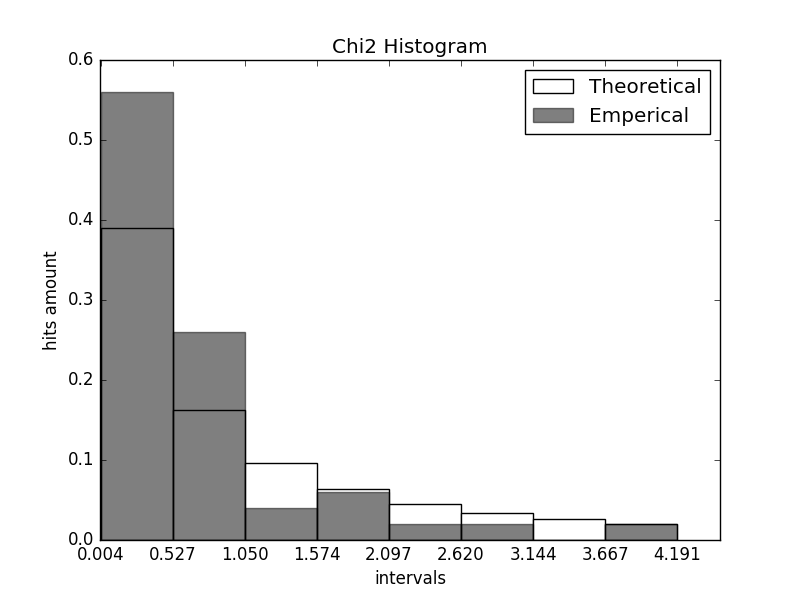 Chi2 Histogram
Theoretical
Emperical
0.6
0.5
0.4
0.3
0.2
0.1
0.0
hits amount
0.004 0.527 1.050 1.574 2.097 2.620 3.144 3.667 4.191
intervals